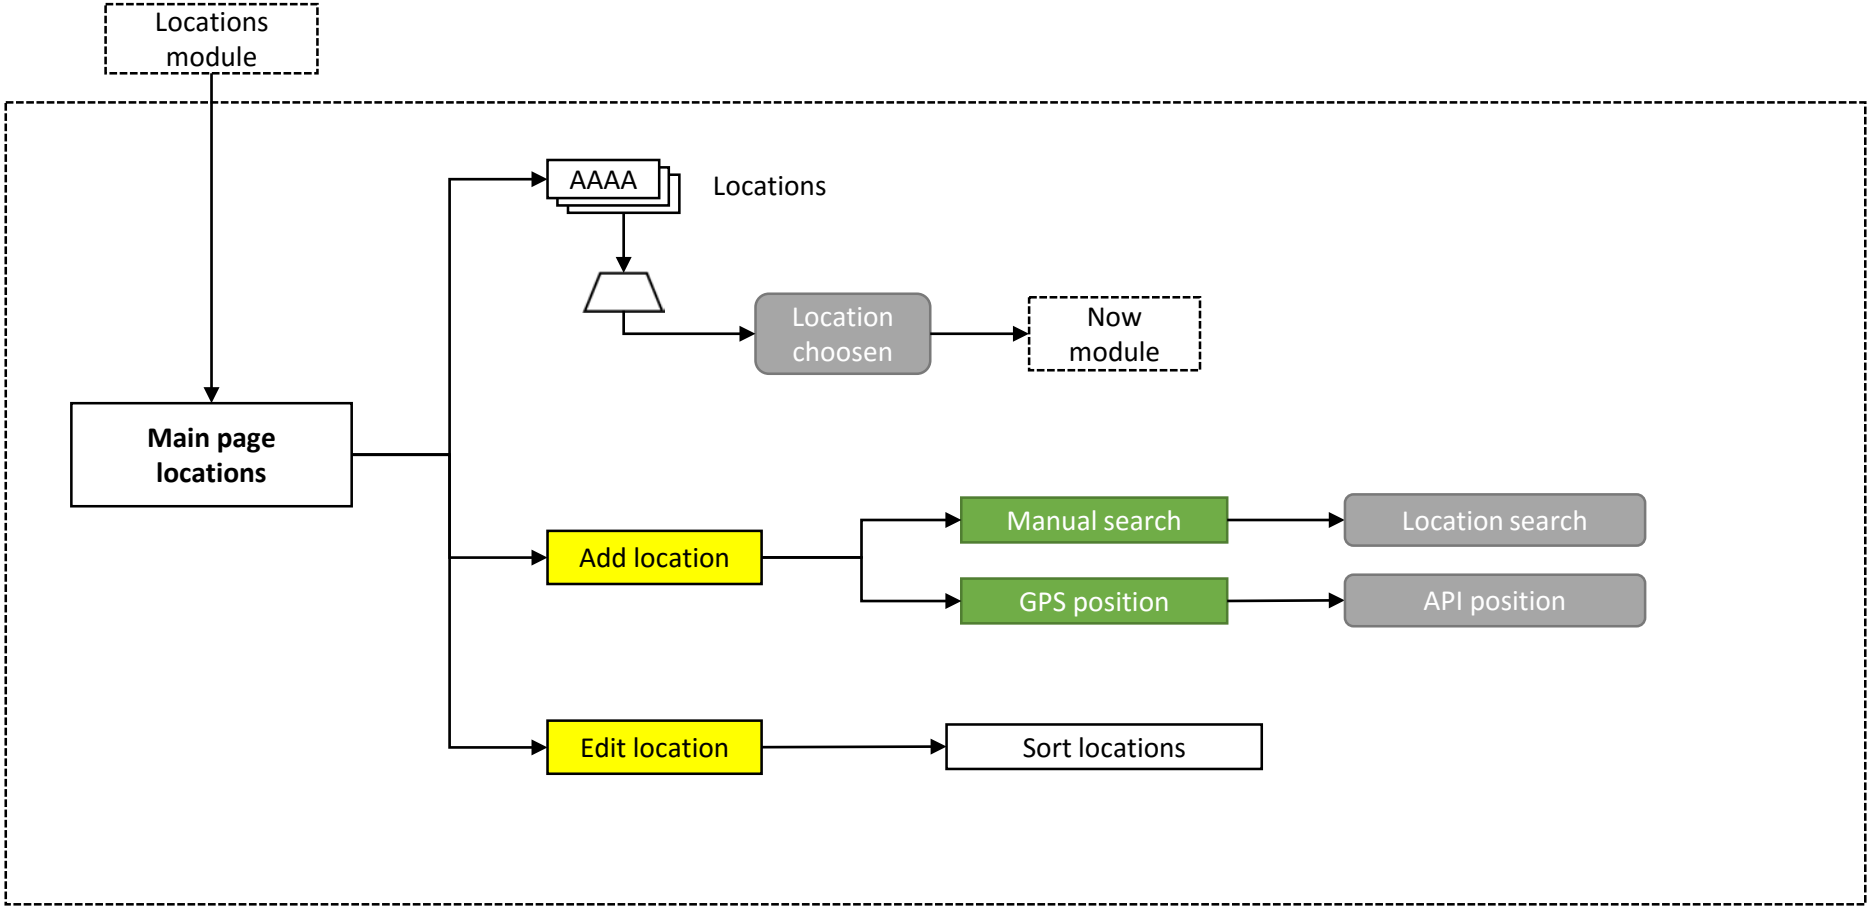 Locations
module
AAAA
Locations
Location
choosen
Now
module
Main page
locations
Manual search
Location search
Add location
GPS position
API position
Edit location
Sort locations